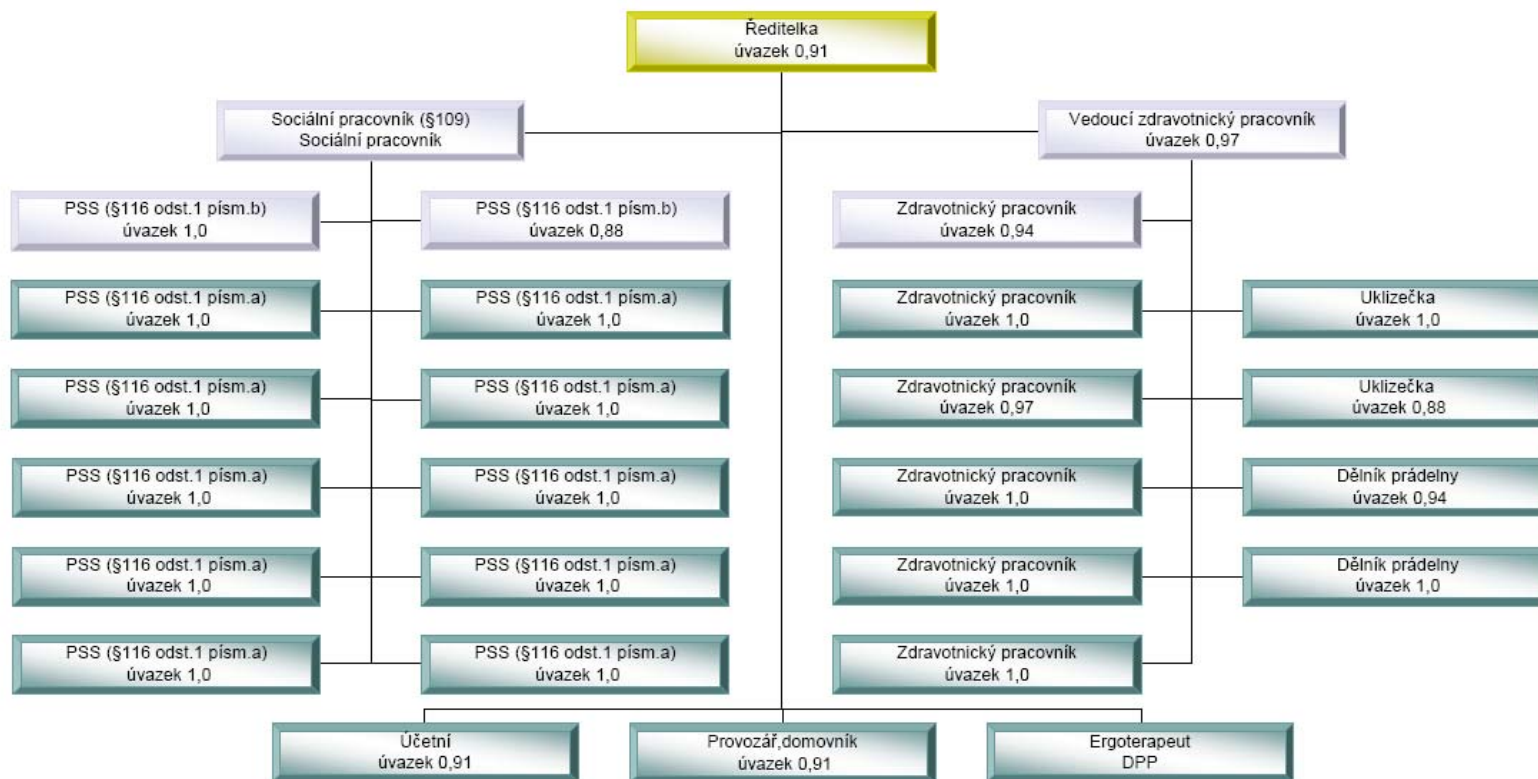 Ředitelka
úvazek 0,91
Sociální pracovník (§109)
Sociální pracovník
Vedoucí zdravotnický pracovník
úvazek 0,97
PSS (§116 odst.1 písm.b)
úvazek 1,0
PSS (§116 odst.1 písm.b)
úvazek 0,88
Zdravotnický pracovník
úvazek 0,94
PSS (§116 odst.1 písm.a)
úvazek 1,0
PSS (§116 odst.1 písm.a)
úvazek 1,0
Zdravotnický pracovník
úvazek 1,0
Uklizečka
úvazek 1,0
PSS (§116 odst.1 písm.a)
úvazek 1,0
PSS (§116 odst.1 písm.a)
úvazek 1,0
Zdravotnický pracovník
úvazek 0,97
Uklizečka
úvazek 0,88
PSS (§116 odst.1 písm.a)
úvazek 1,0
PSS (§116 odst.1 písm.a)
úvazek 1,0
Zdravotnický pracovník
úvazek 1,0
Dělník prádelny
úvazek 0,94
PSS (§116 odst.1 písm.a)
úvazek 1,0
PSS (§116 odst.1 písm.a)
úvazek 1,0
Zdravotnický pracovník
úvazek 1,0
Dělník prádelny
úvazek 1,0
PSS (§116 odst.1 písm.a)
úvazek 1,0
PSS (§116 odst.1 písm.a)
úvazek 1,0
Zdravotnický pracovník
úvazek 1,0
Účetní
úvazek 0,91
Provozář,domovník
úvazek 0,91
Ergoterapeut
DPP